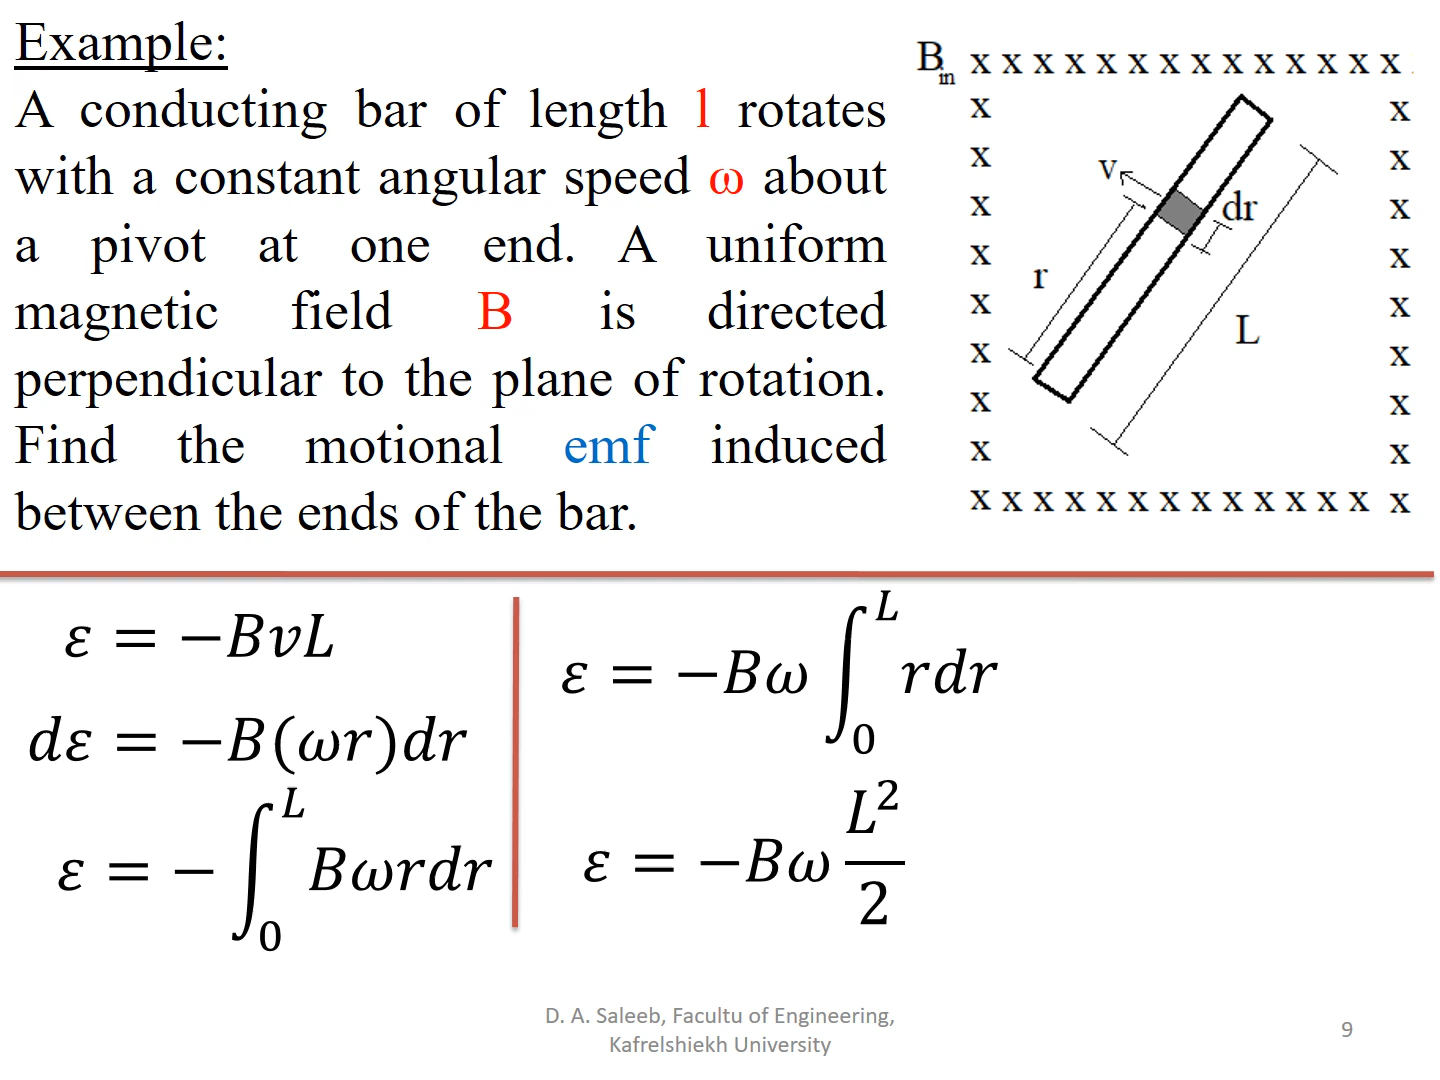 Example:
A conducting bar of length l rotates
with a constant angular speed ω about
a pivot at one end. A uniform
magnetic field B is directed
perpendicular to the plane of rotation.
Find the motional emf induced
between the ends of the bar.
B_in x x x x x x x x x x x x x x
x x
x x
x x
x x
x x
x x
x x
x x
x x x x x x x x x x x x x x
v
dr
r
L
ε = −BvL
dε = −B(ωr)dr
ε = − ∫_0^L Bωrdr
ε = −Bω ∫_0^L rdr
ε = −Bω L²/2
D. A. Saleeb, Facultu of Engineering,
Kafrelshiekh University
9